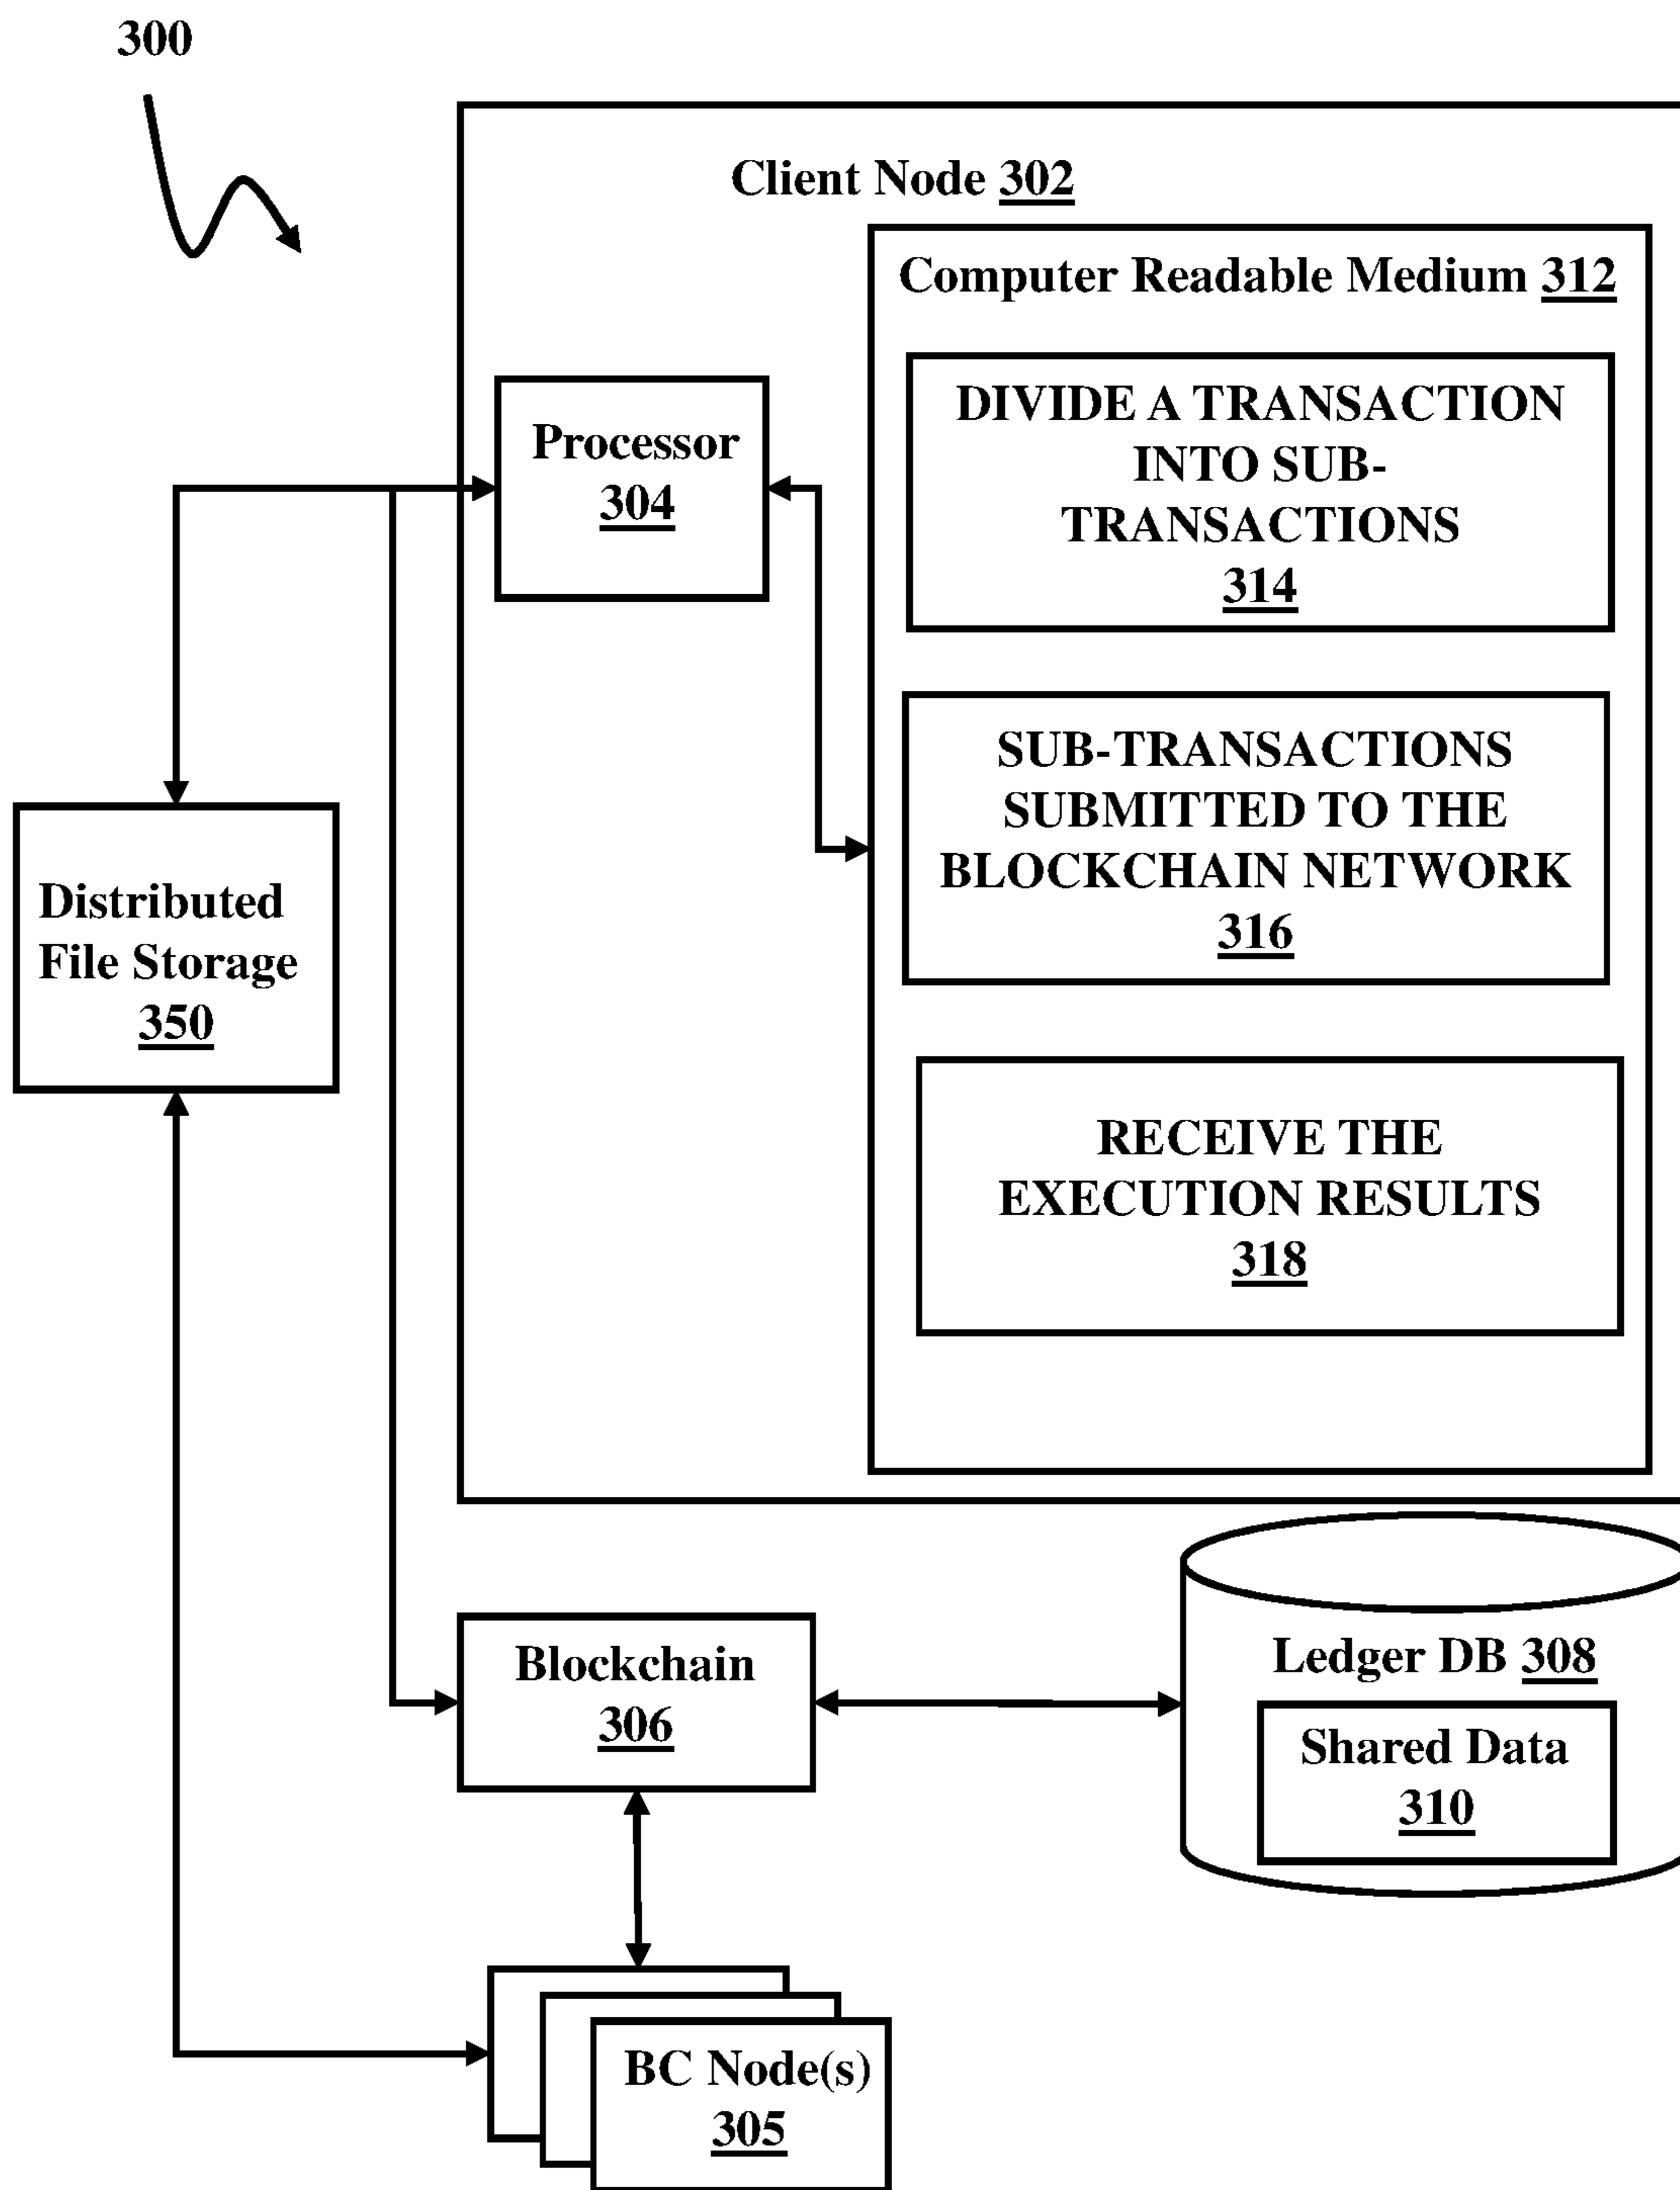 300
Client Node 302
Computer Readable Medium 312
DIVIDE A TRANSACTION
INTO SUB-
TRANSACTIONS
314
Processor
304
SUB-TRANSACTIONS
SUBMITTED TO THE
BLOCKCHAIN NETWORK
316
Distributed
File Storage
350
RECEIVE THE
EXECUTION RESULTS
318
Blockchain
306
Ledger DB 308
Shared Data
310
BC Node(s)
305